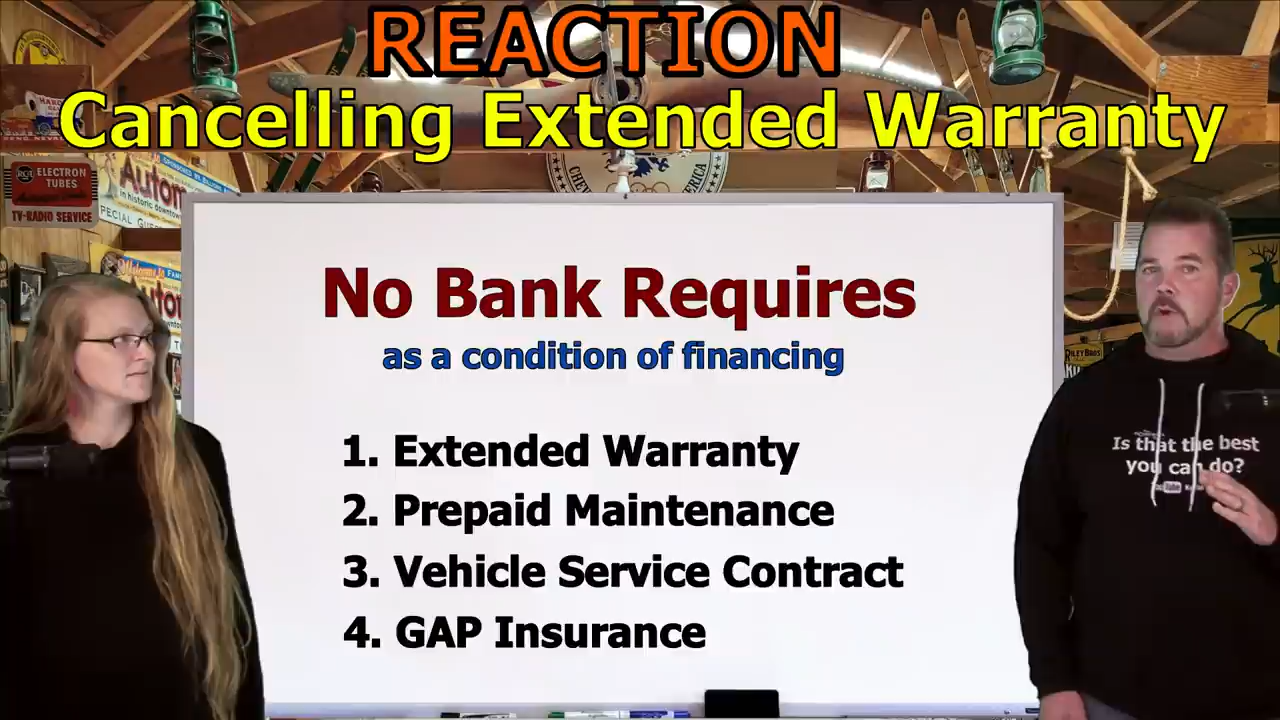 REACTION
Cancelling Extended Warranty
ELECTRON
TUBES
TV-RADIO SERVICE
No Bank Requires
as a condition of financing
1. Extended Warranty
2. Prepaid Maintenance
3. Vehicle Service Contract
4. GAP Insurance
Is that the best
you can do?